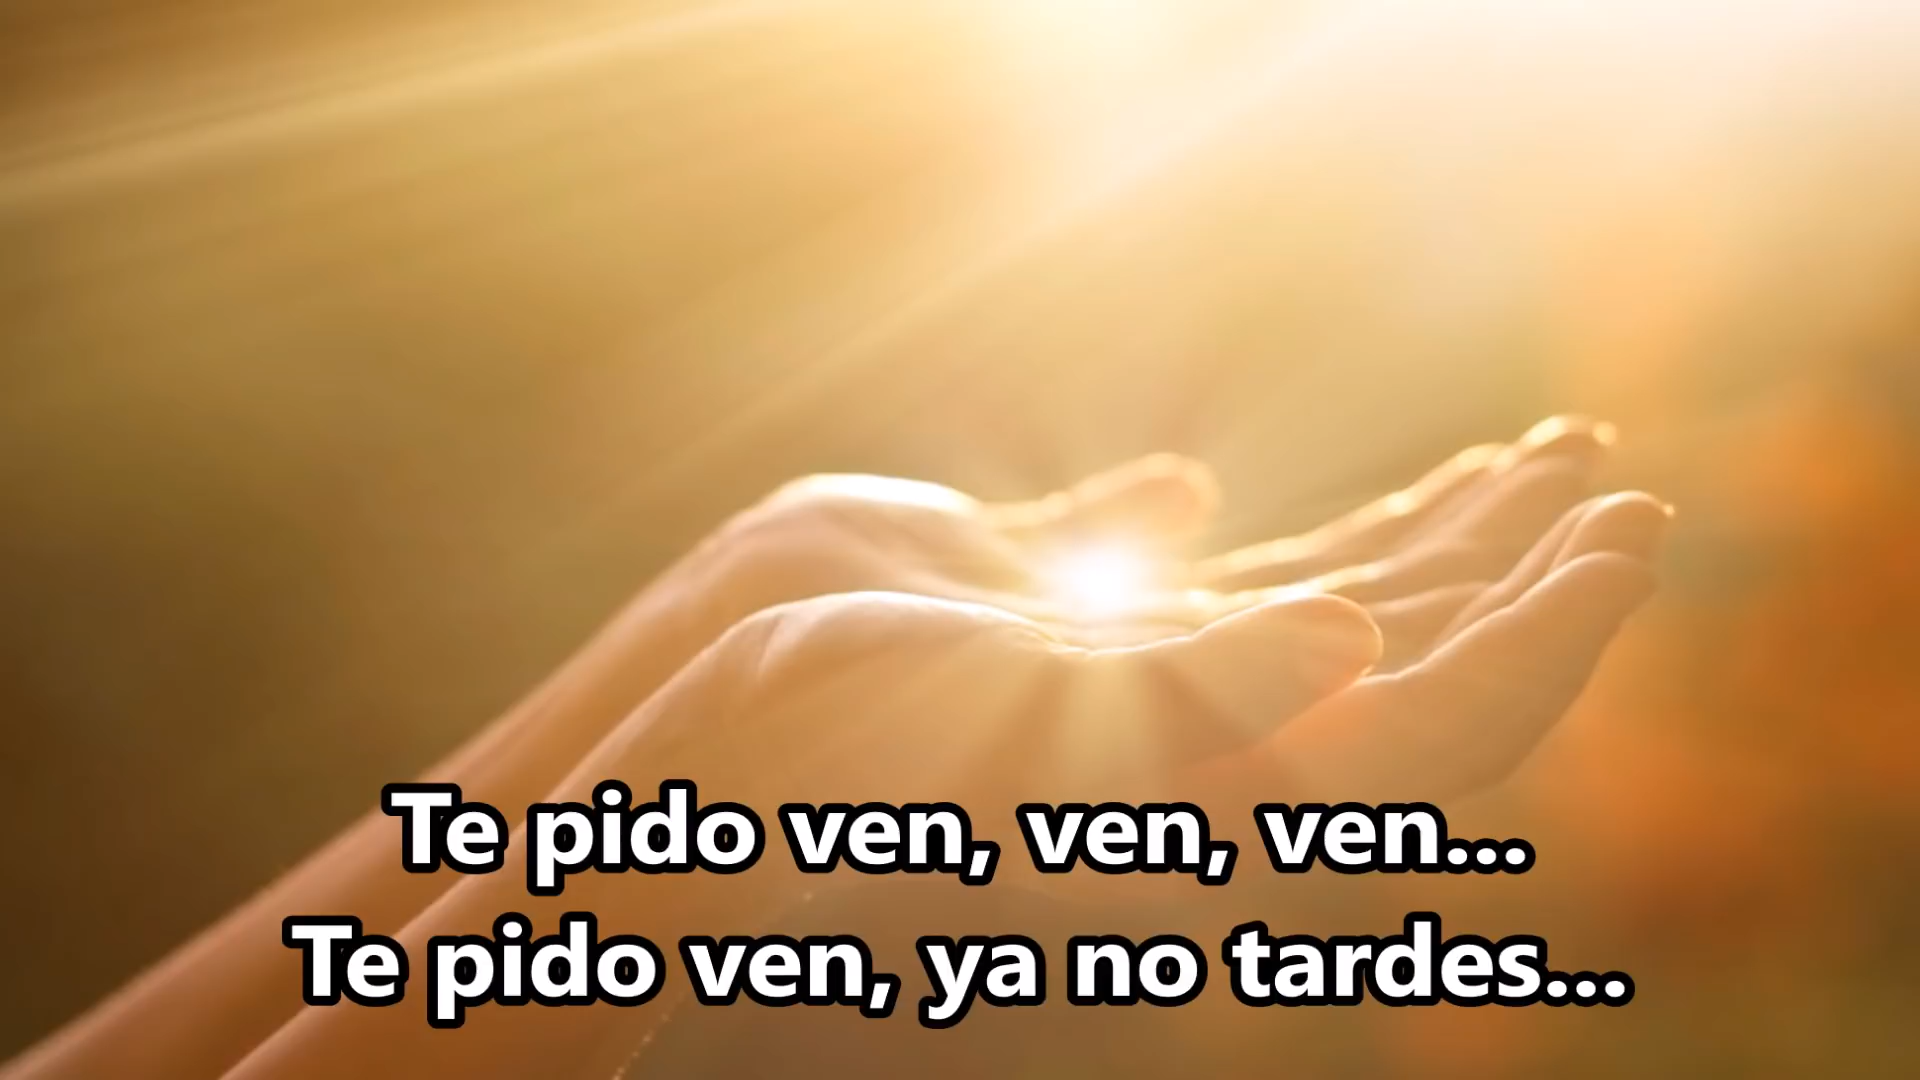 Te pido ven, ven, ven...
Te pido ven, ya no tardes...